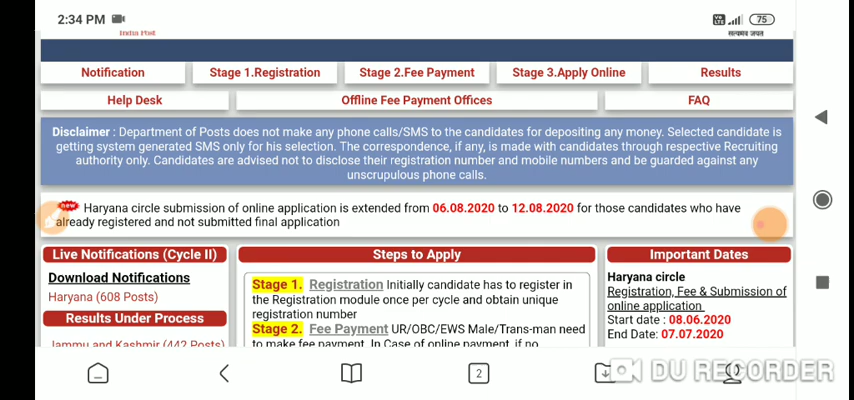 2:34 PM
75
India Post
सत्यमेव जयते
Notification
Stage 1.Registration
Stage 2.Fee Payment
Stage 3.Apply Online
Results
Help Desk
Offline Fee Payment Offices
FAQ
Disclaimer : Department of Posts does not make any phone calls/SMS to the candidates for depositing any money. Selected candidate is
getting system generated SMS only for his selection. The correspondence, if any, is made with candidates through respective Recruiting
authority only. Candidates are advised not to disclose their registration number and mobile numbers and be guarded against any
unscrupulous phone calls.
new Haryana circle submission of online application is extended from 06.08.2020 to 12.08.2020 for those candidates who have
already registered and not submitted final application
Live Notifications (Cycle II)
Download Notifications
Haryana (608 Posts)
Results Under Process
Jammu and Kashmir (442 Posts)
Steps to Apply
Stage 1. Registration Initially candidate has to register in
the Registration module once per cycle and obtain unique
registration number
Stage 2. Fee Payment UR/OBC/EWS Male/Trans-man need
to make fee payment. In Case of online payment, if no
Important Dates
Haryana circle
Registration, Fee & Submission of
online application
Start date : 08.06.2020
End Date: 07.07.2020
2
DU RECORDER